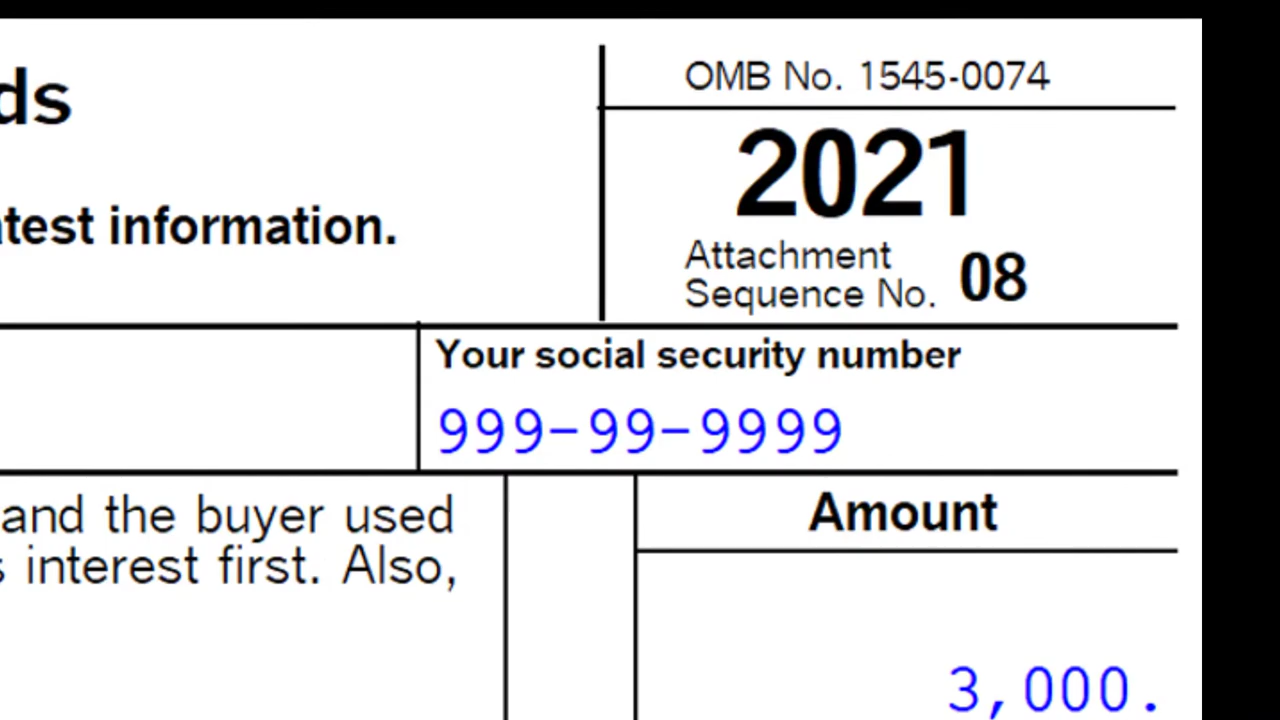 ds
test information.
OMB No. 1545-0074
2021
Attachment
Sequence No. 08
Your social security number
999-99-9999
and the buyer used
s interest first. Also,
Amount
3,000.